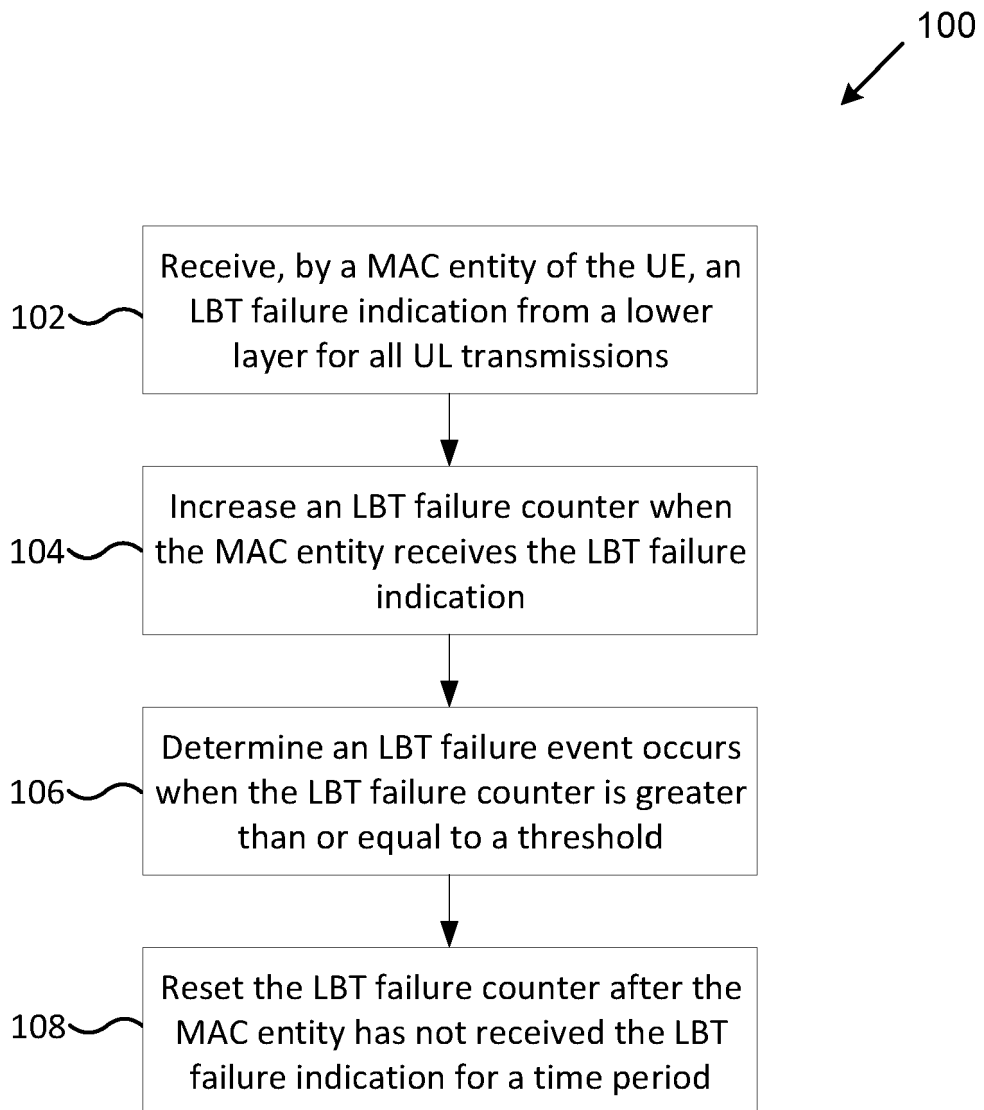 100
102
Receive, by a MAC entity of the UE, an
LBT failure indication from a lower
layer for all UL transmissions
104
Increase an LBT failure counter when
the MAC entity receives the LBT failure
indication
106
Determine an LBT failure event occurs
when the LBT failure counter is greater
than or equal to a threshold
108
Reset the LBT failure counter after the
MAC entity has not received the LBT
failure indication for a time period